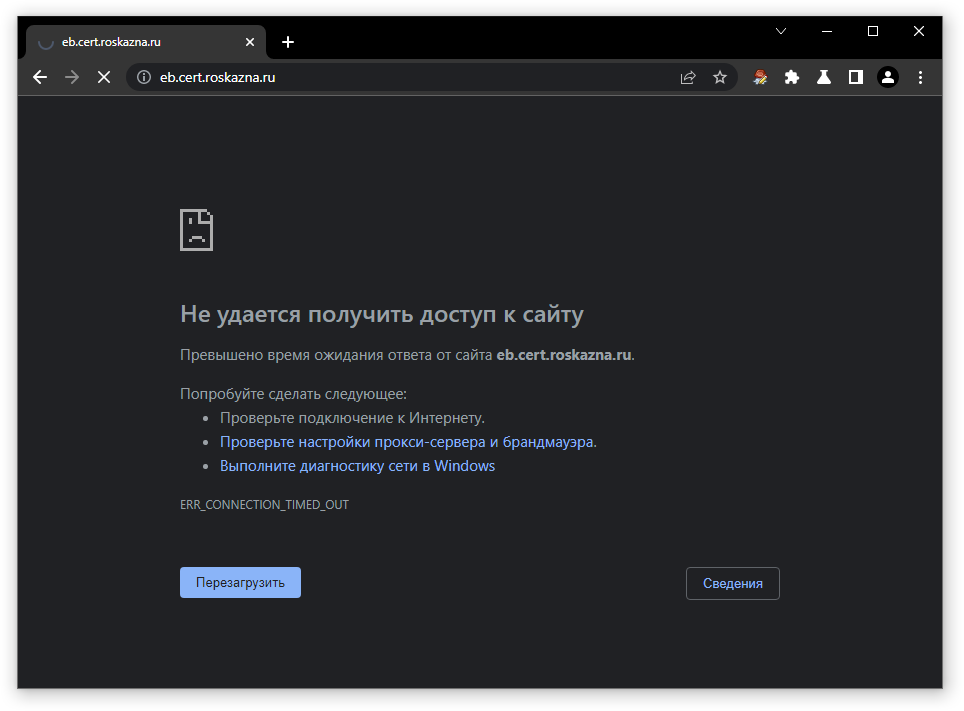 eb.cert.roskazna.ru
eb.cert.roskazna.ru
Не удается получить доступ к сайту
Превышено время ожидания ответа от сайта eb.cert.roskazna.ru.
Попробуйте сделать следующее:
• Проверьте подключение к Интернету.
• Проверьте настройки прокси-сервера и брандмауэра.
• Выполните диагностику сети в Windows
ERR_CONNECTION_TIMED_OUT
Перезагрузить
Сведения